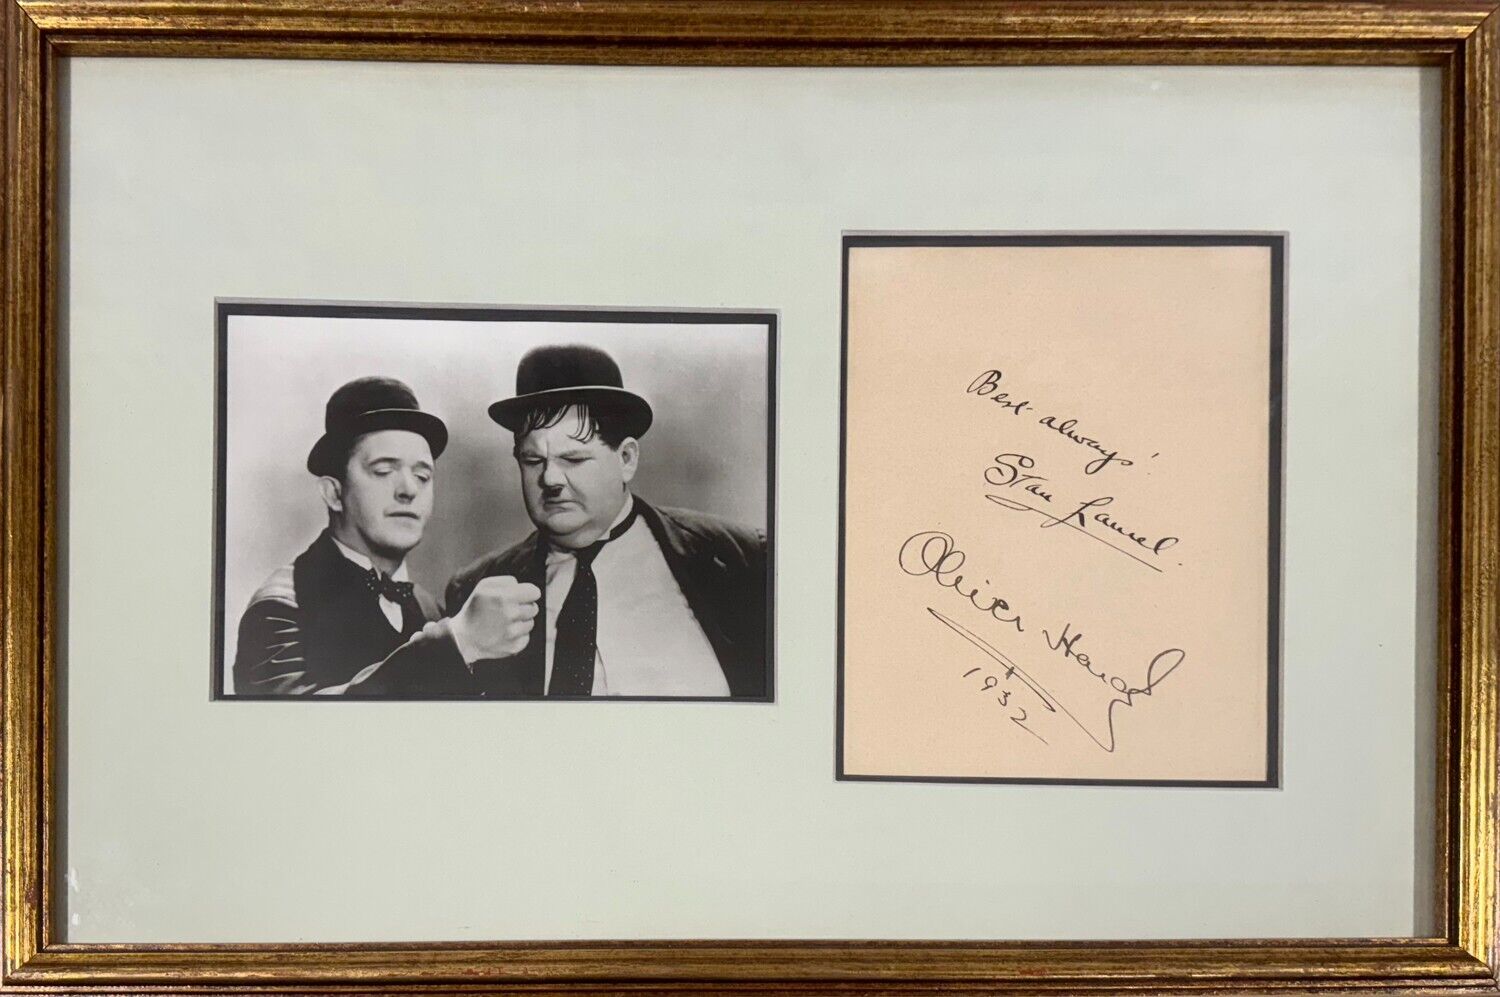 Best always!
Stan Laurel.
Oliver Hardy
1932